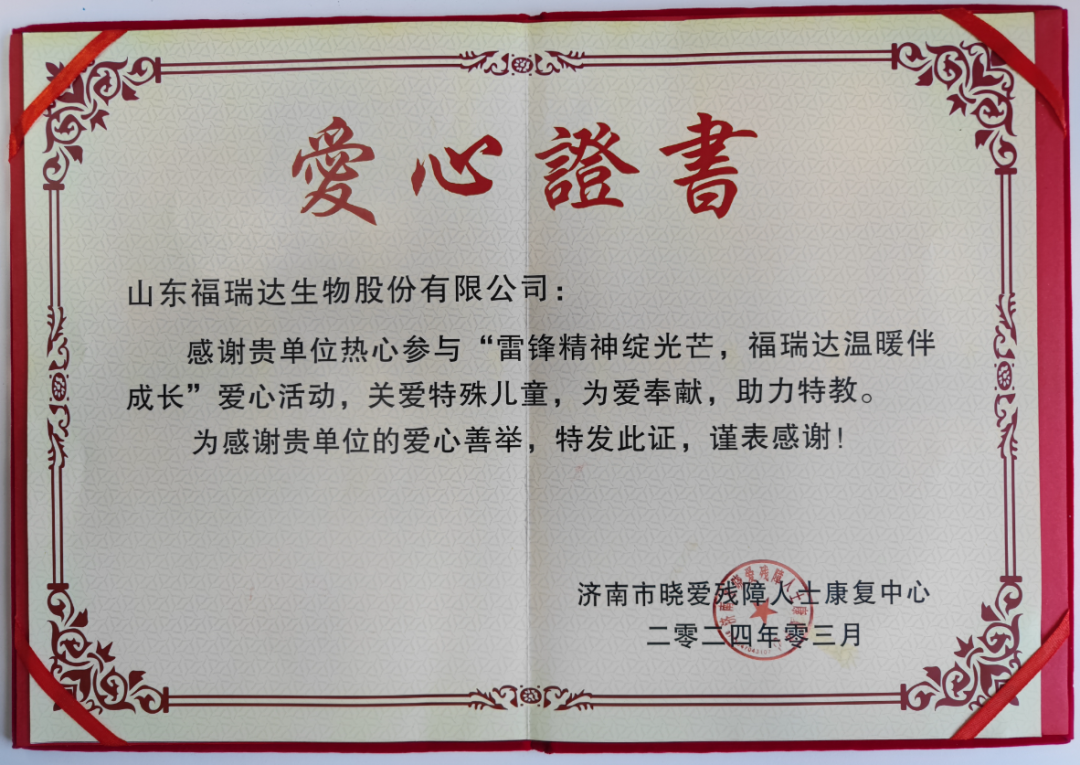 愛心證書
山东福瑞达生物股份有限公司：
感谢贵单位热心参与“雷锋精神绽光芒，福瑞达温暖伴
成长”爱心活动，关爱特殊儿童，为爱奉献，助力特教。
为感谢贵单位的爱心善举，特发此证，谨表感谢！
济南市晓爱残障人士康复中心
二零二四年零三月